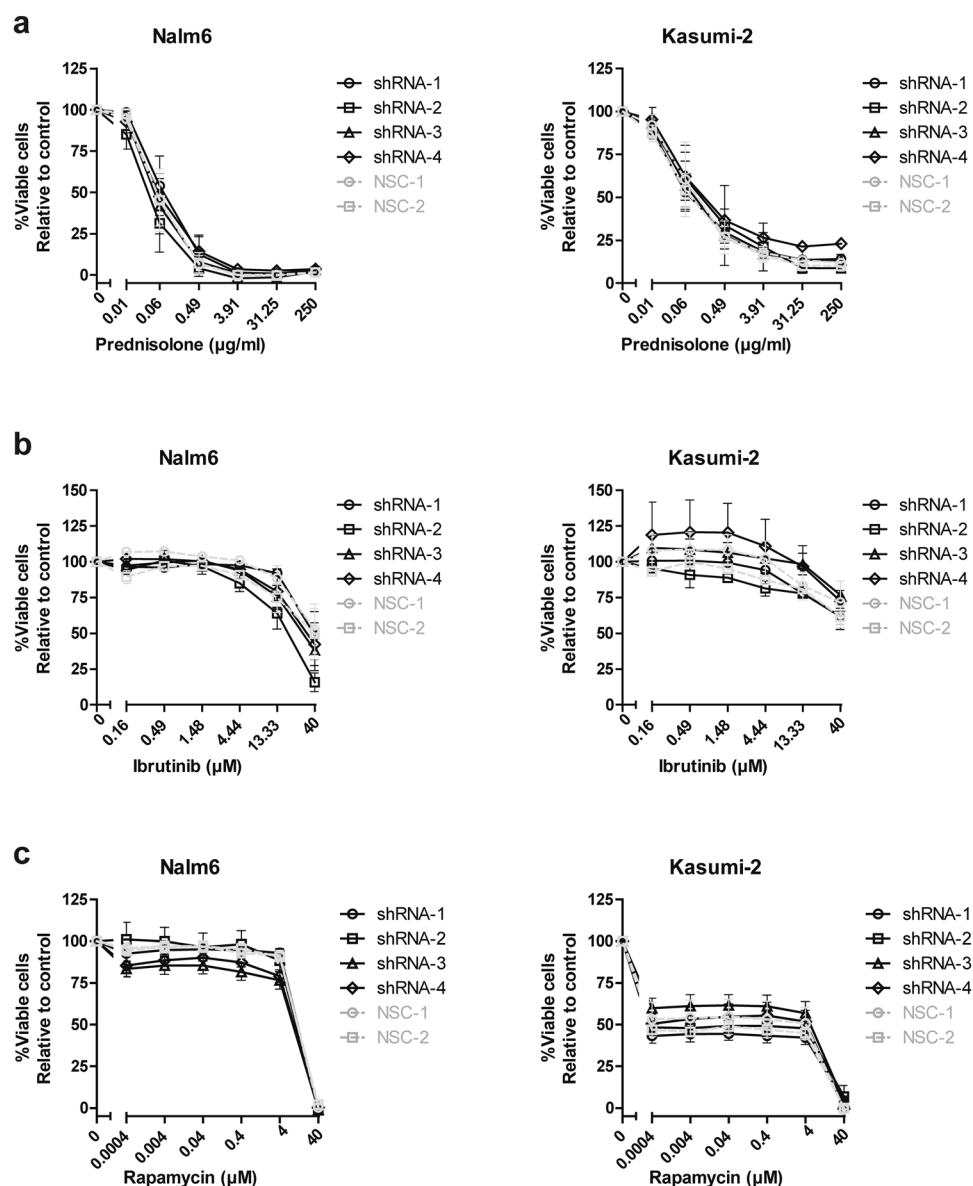 a
Nalm6
%Viable cells
Relative to control
125
100
75
50
25
0
0
0.01
0.06
0.49
3.91
31.25
250
Prednisolone (µg/ml)
shRNA-1
shRNA-2
shRNA-3
shRNA-4
NSC-1
NSC-2
Kasumi-2
%Viable cells
Relative to control
125
100
75
50
25
0
0
0.01
0.06
0.49
3.91
31.25
250
Prednisolone (µg/ml)
shRNA-1
shRNA-2
shRNA-3
shRNA-4
NSC-1
NSC-2
b
Nalm6
%Viable cells
Relative to control
150
125
100
75
50
25
0
0
0.16
0.49
1.48
4.44
13.33
40
Ibrutinib (µM)
shRNA-1
shRNA-2
shRNA-3
shRNA-4
NSC-1
NSC-2
Kasumi-2
%Viable cells
Relative to control
150
125
100
75
50
25
0
0
0.16
0.49
1.48
4.44
13.33
40
Ibrutinib (µM)
shRNA-1
shRNA-2
shRNA-3
shRNA-4
NSC-1
NSC-2
c
Nalm6
%Viable cells
Relative to control
125
100
75
50
25
0
0
0.0004
0.004
0.04
0.4
4
40
Rapamycin (µM)
shRNA-1
shRNA-2
shRNA-3
shRNA-4
NSC-1
NSC-2
Kasumi-2
%Viable cells
Relative to control
125
100
75
50
25
0
0
0.0004
0.004
0.04
0.4
4
40
Rapamycin (µM)
shRNA-1
shRNA-2
shRNA-3
shRNA-4
NSC-1
NSC-2